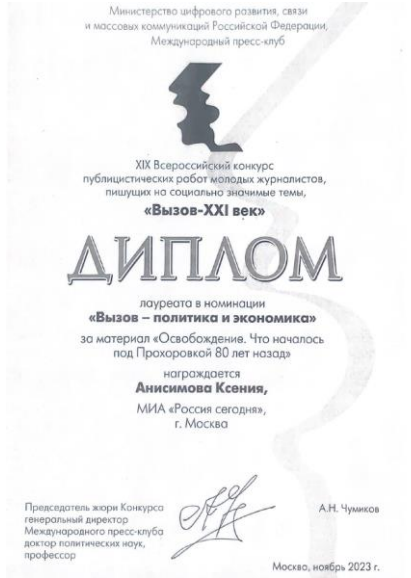 Министерство цифрового развития, связи
и массовых коммуникаций Российской Федерации,
Международный пресс-клуб
XIX Всероссийский конкурс
публицистических работ молодых журналистов,
пишущих на социально значимые темы,
«Вызов-XXI век»
ДИПЛОМ
лауреата в номинации
«Вызов – политика и экономика»
за материал «Освобождение. Что началось
под Прохоровкой 80 лет назад»
награждается
Анисимова Ксения,
МИА «Россия сегодня»,
г. Москва
Председатель жюри Конкурса
генеральный директор
Международного пресс-клуба
доктор политических наук,
профессор
А.Н. Чумиков
Москва, ноябрь 2023 г.